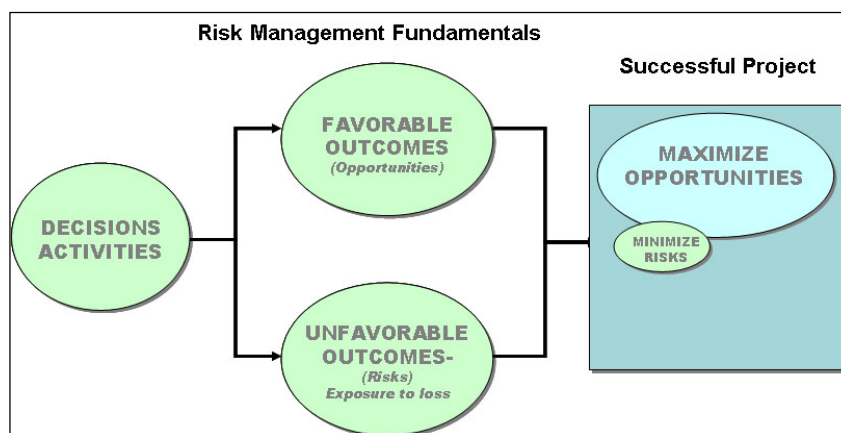 Risk Management Fundamentals
Successful Project
DECISIONS
ACTIVITIES
FAVORABLE
OUTCOMES
(Opportunities)
UNFAVORABLE
OUTCOMES-
(Risks)
Exposure to loss
MAXIMIZE
OPPORTUNITIES
MINIMIZE
RISKS